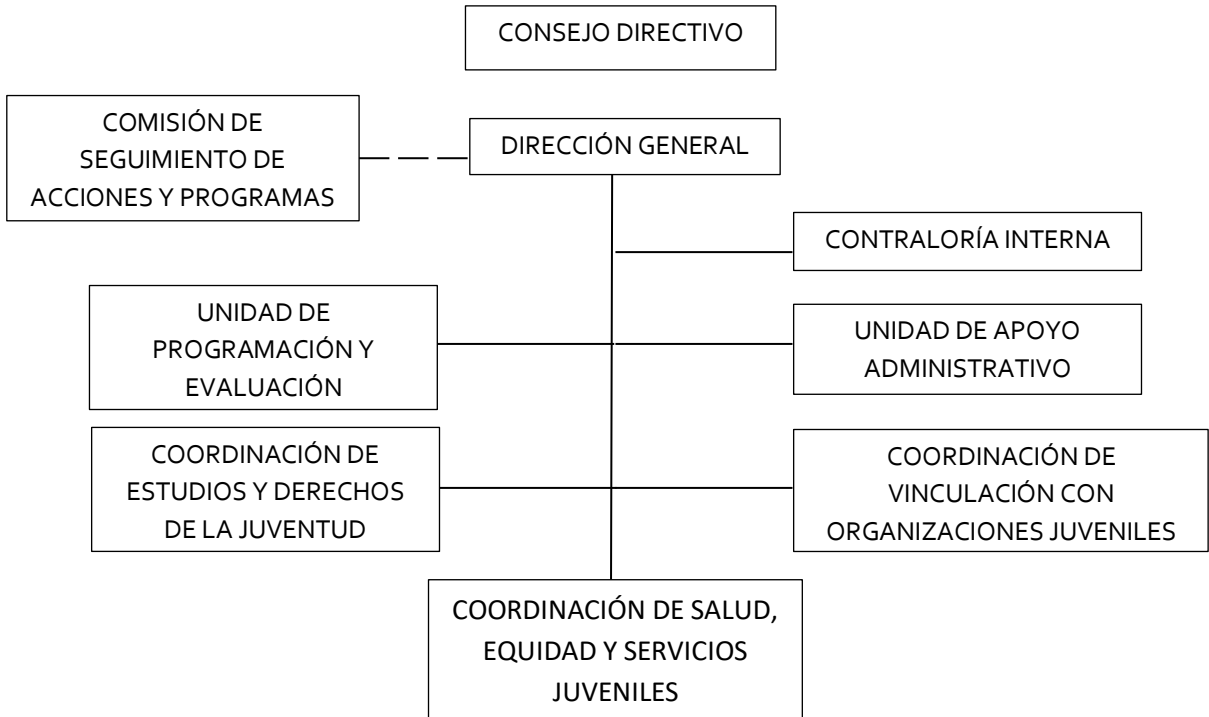 CONSEJO DIRECTIVO
COMISIÓN DE
SEGUIMIENTO DE
ACCIONES Y PROGRAMAS
DIRECCIÓN GENERAL
CONTRALORÍA INTERNA
UNIDAD DE
PROGRAMACIÓN Y
EVALUACIÓN
UNIDAD DE APOYO
ADMINISTRATIVO
COORDINACIÓN DE
ESTUDIOS Y DERECHOS
DE LA JUVENTUD
COORDINACIÓN DE
VINCULACIÓN CON
ORGANIZACIONES JUVENILES
COORDINACIÓN DE SALUD,
EQUIDAD Y SERVICIOS
JUVENILES